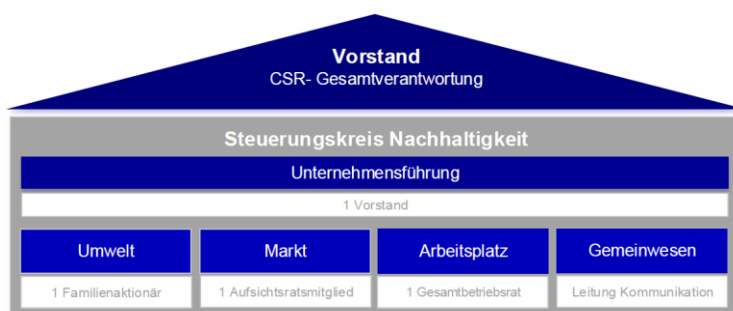 Vorstand
CSR- Gesamtverantwortung
Steuerungskreis Nachhaltigkeit
Unternehmensführung
1 Vorstand
Umwelt
Markt
Arbeitsplatz
Gemeinwesen
1 Familienaktionär
1 Aufsichtsratsmitglied
1 Gesamtbetriebsrat
Leitung Kommunikation